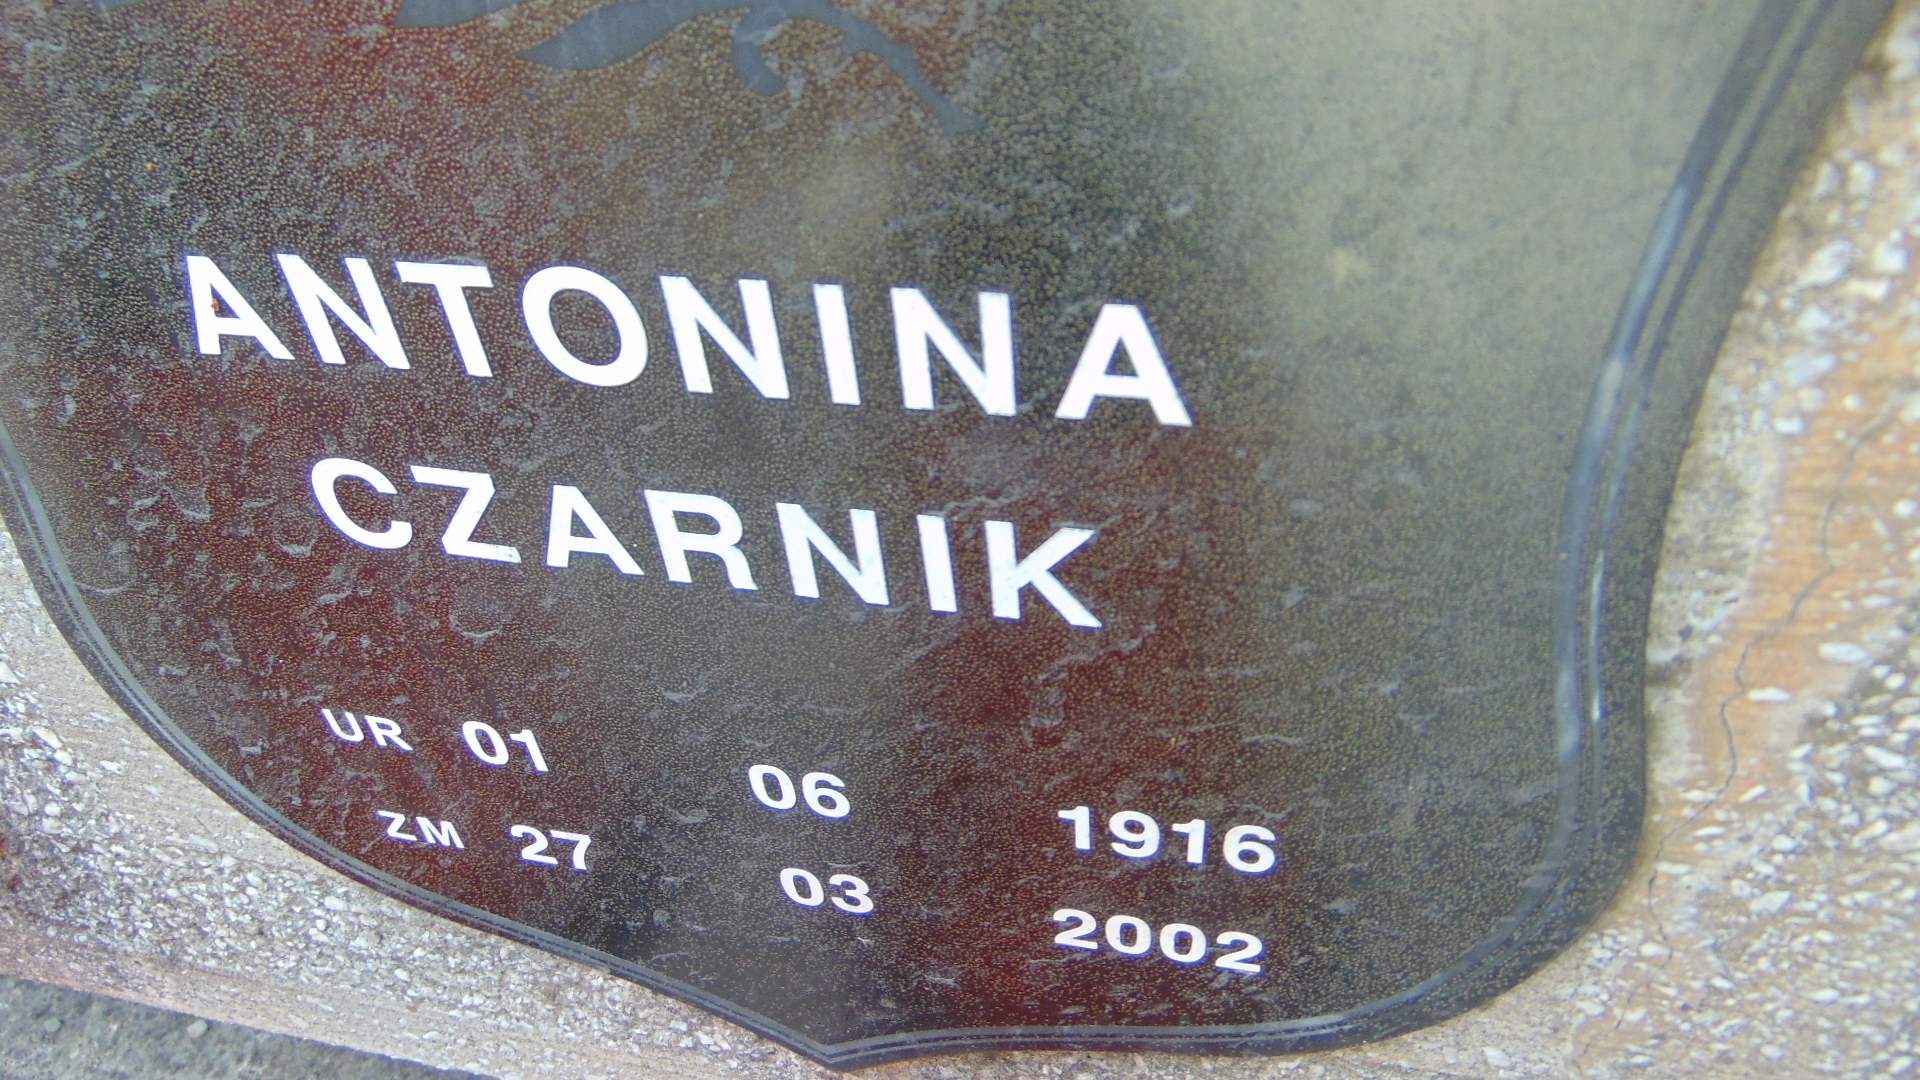 ANTONINA
CZARNIK
UR 01 06 1916
ZM 27 03 2002